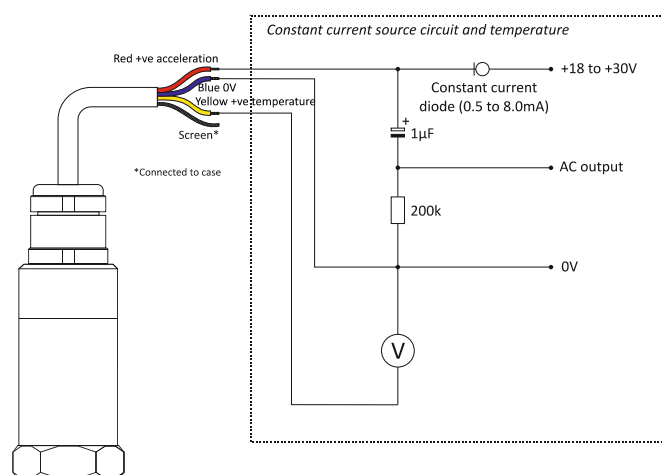 Constant current source circuit and temperature
Red +ve acceleration
Blue 0V
Yellow +ve temperature
Screen*
*Connected to case
+18 to +30V
Constant current
diode (0.5 to 8.0mA)
+
1µF
AC output
200k
0V
V